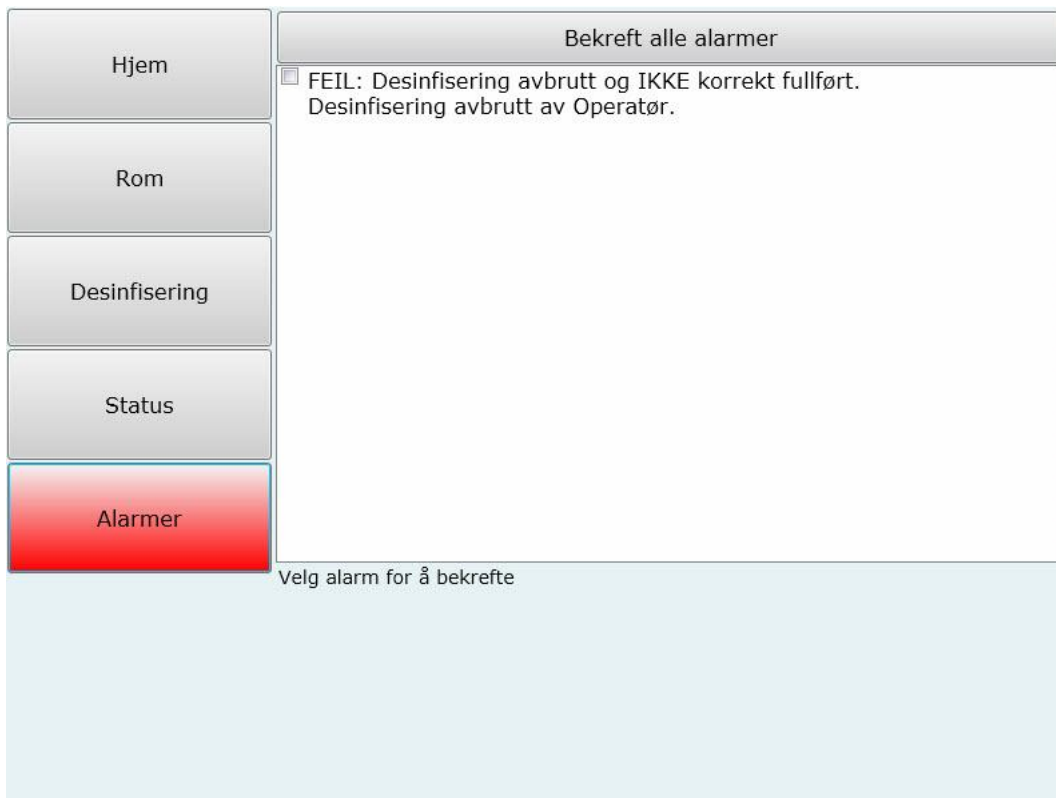 Hjem
Rom
Desinfisering
Status
Alarmer
Bekreft alle alarmer
FEIL: Desinfisering avbrutt og IKKE korrekt fullført.
Desinfisering avbrutt av Operatør.
Velg alarm for å bekrefte